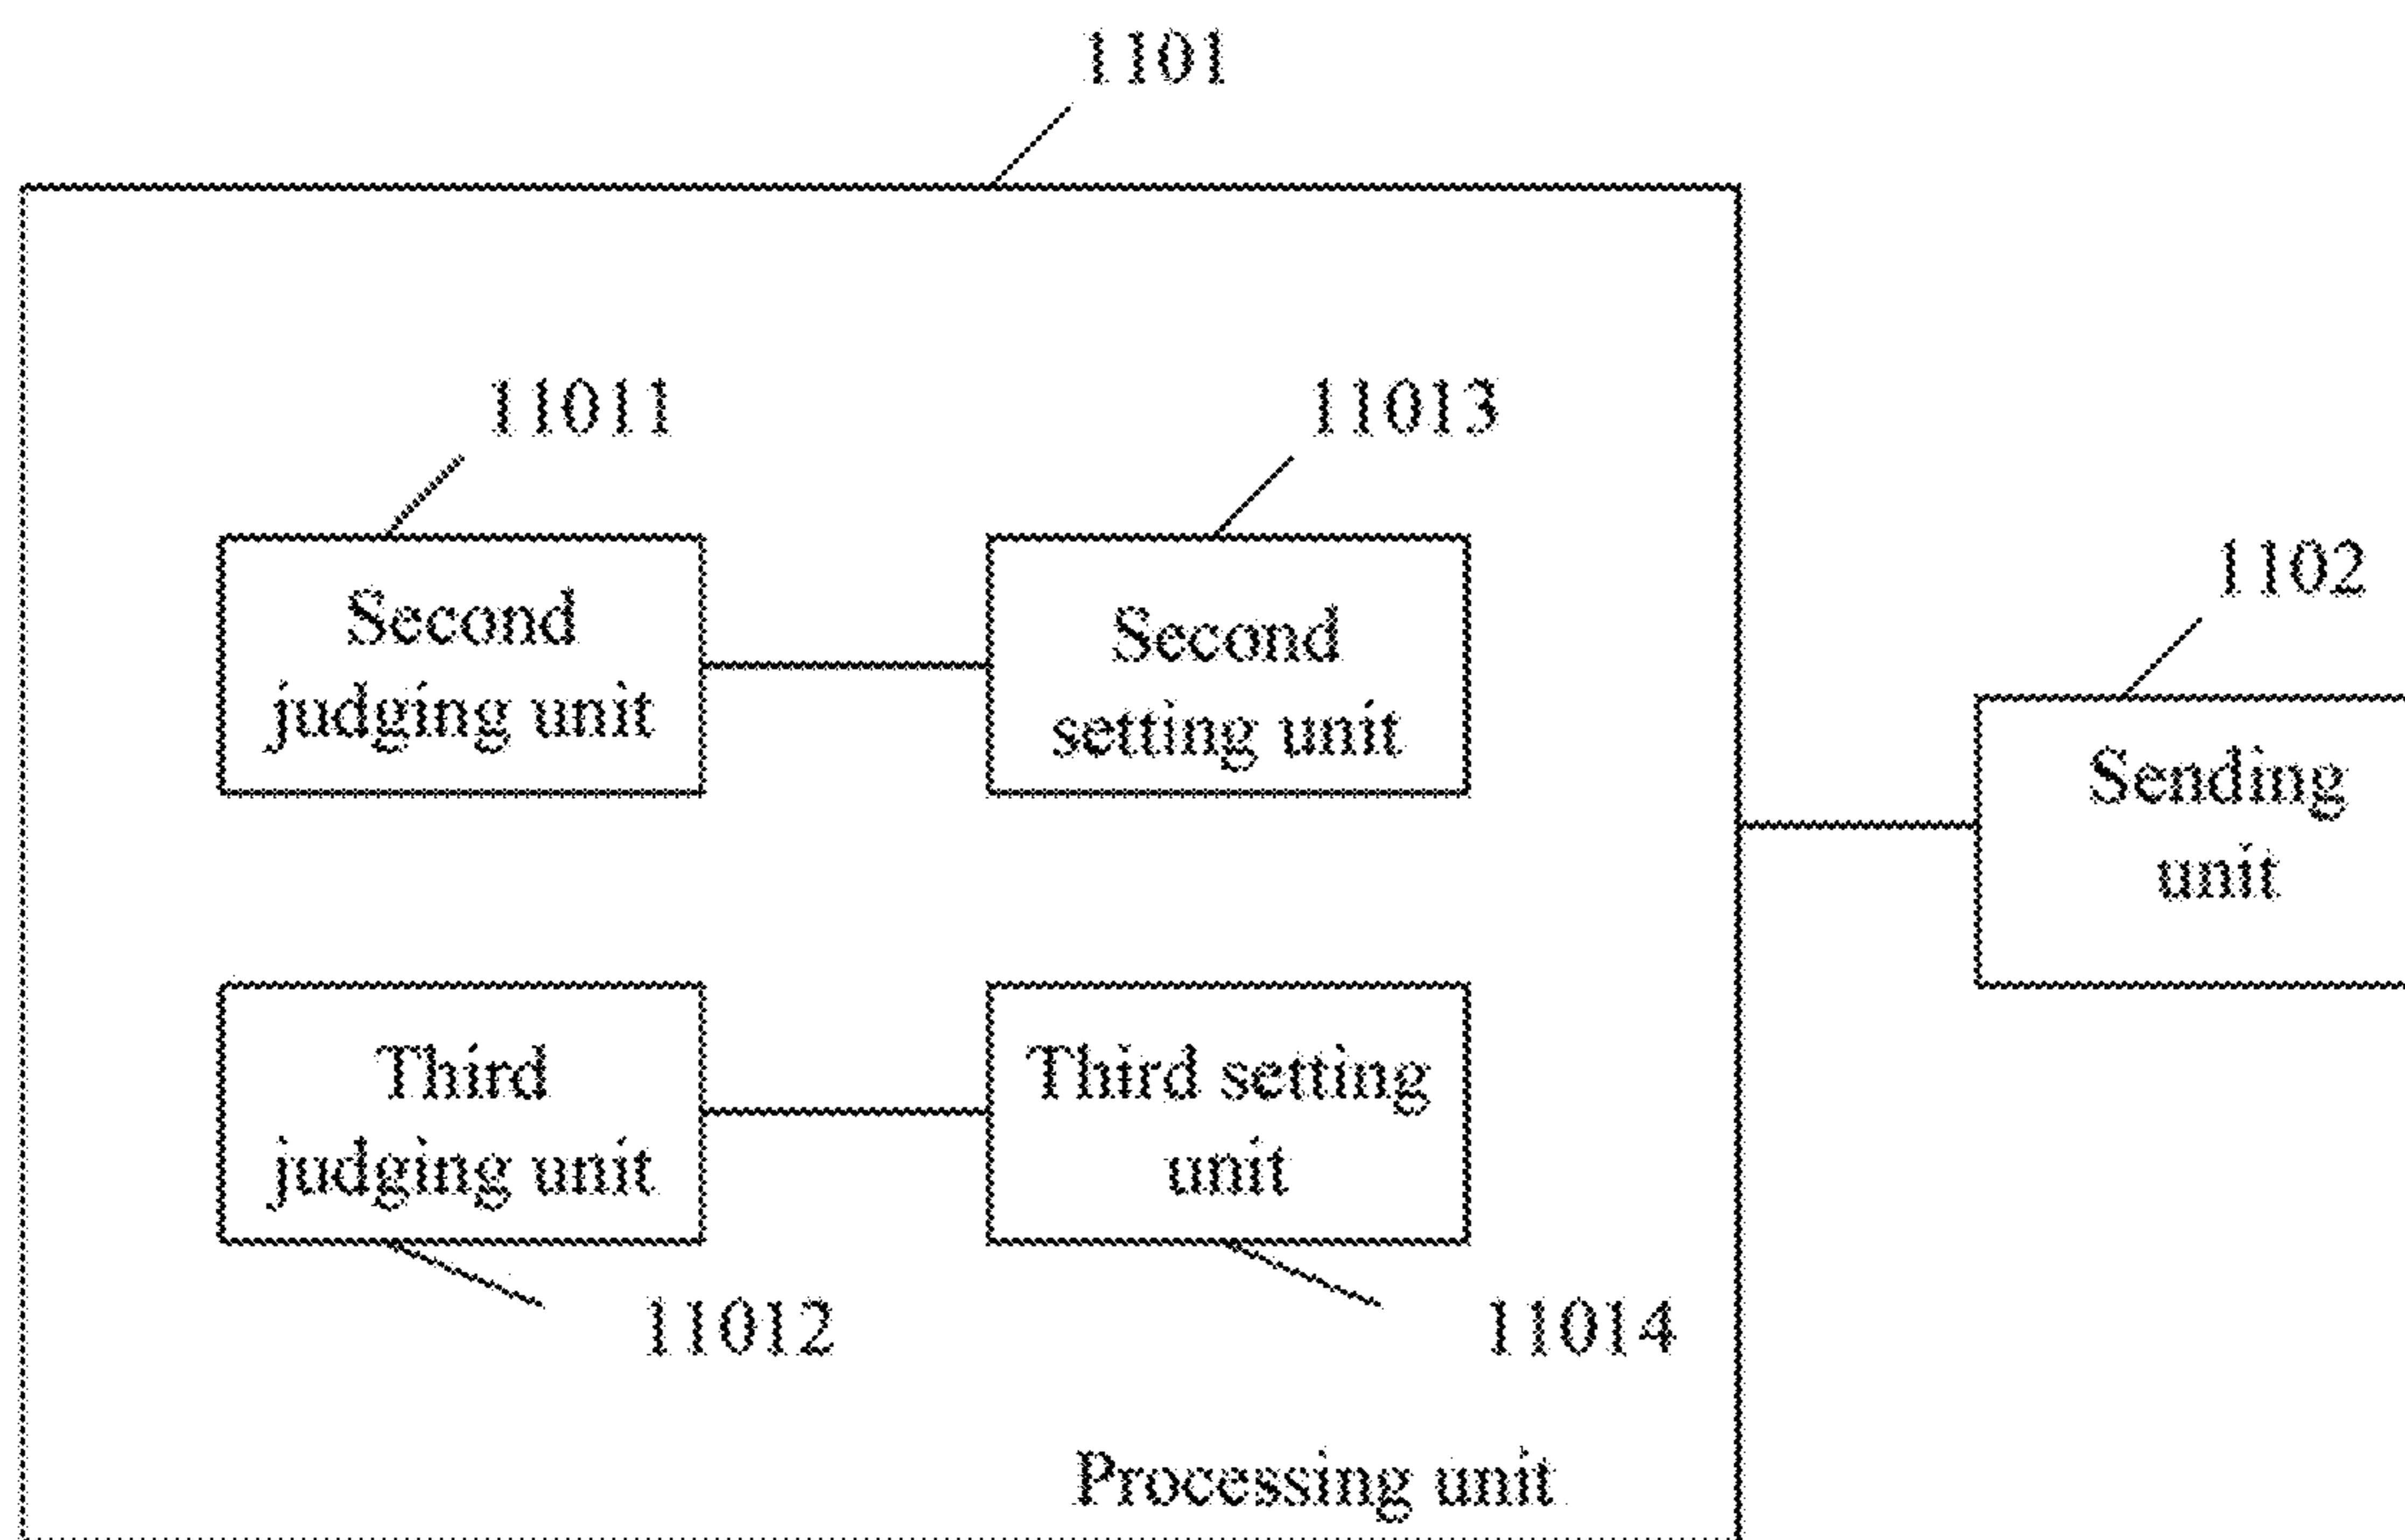 1101
11011
11013
1102
Second
judging unit
Second
setting unit
Sending
unit
Third
judging unit
Third setting
unit
11012
11014
Processing unit